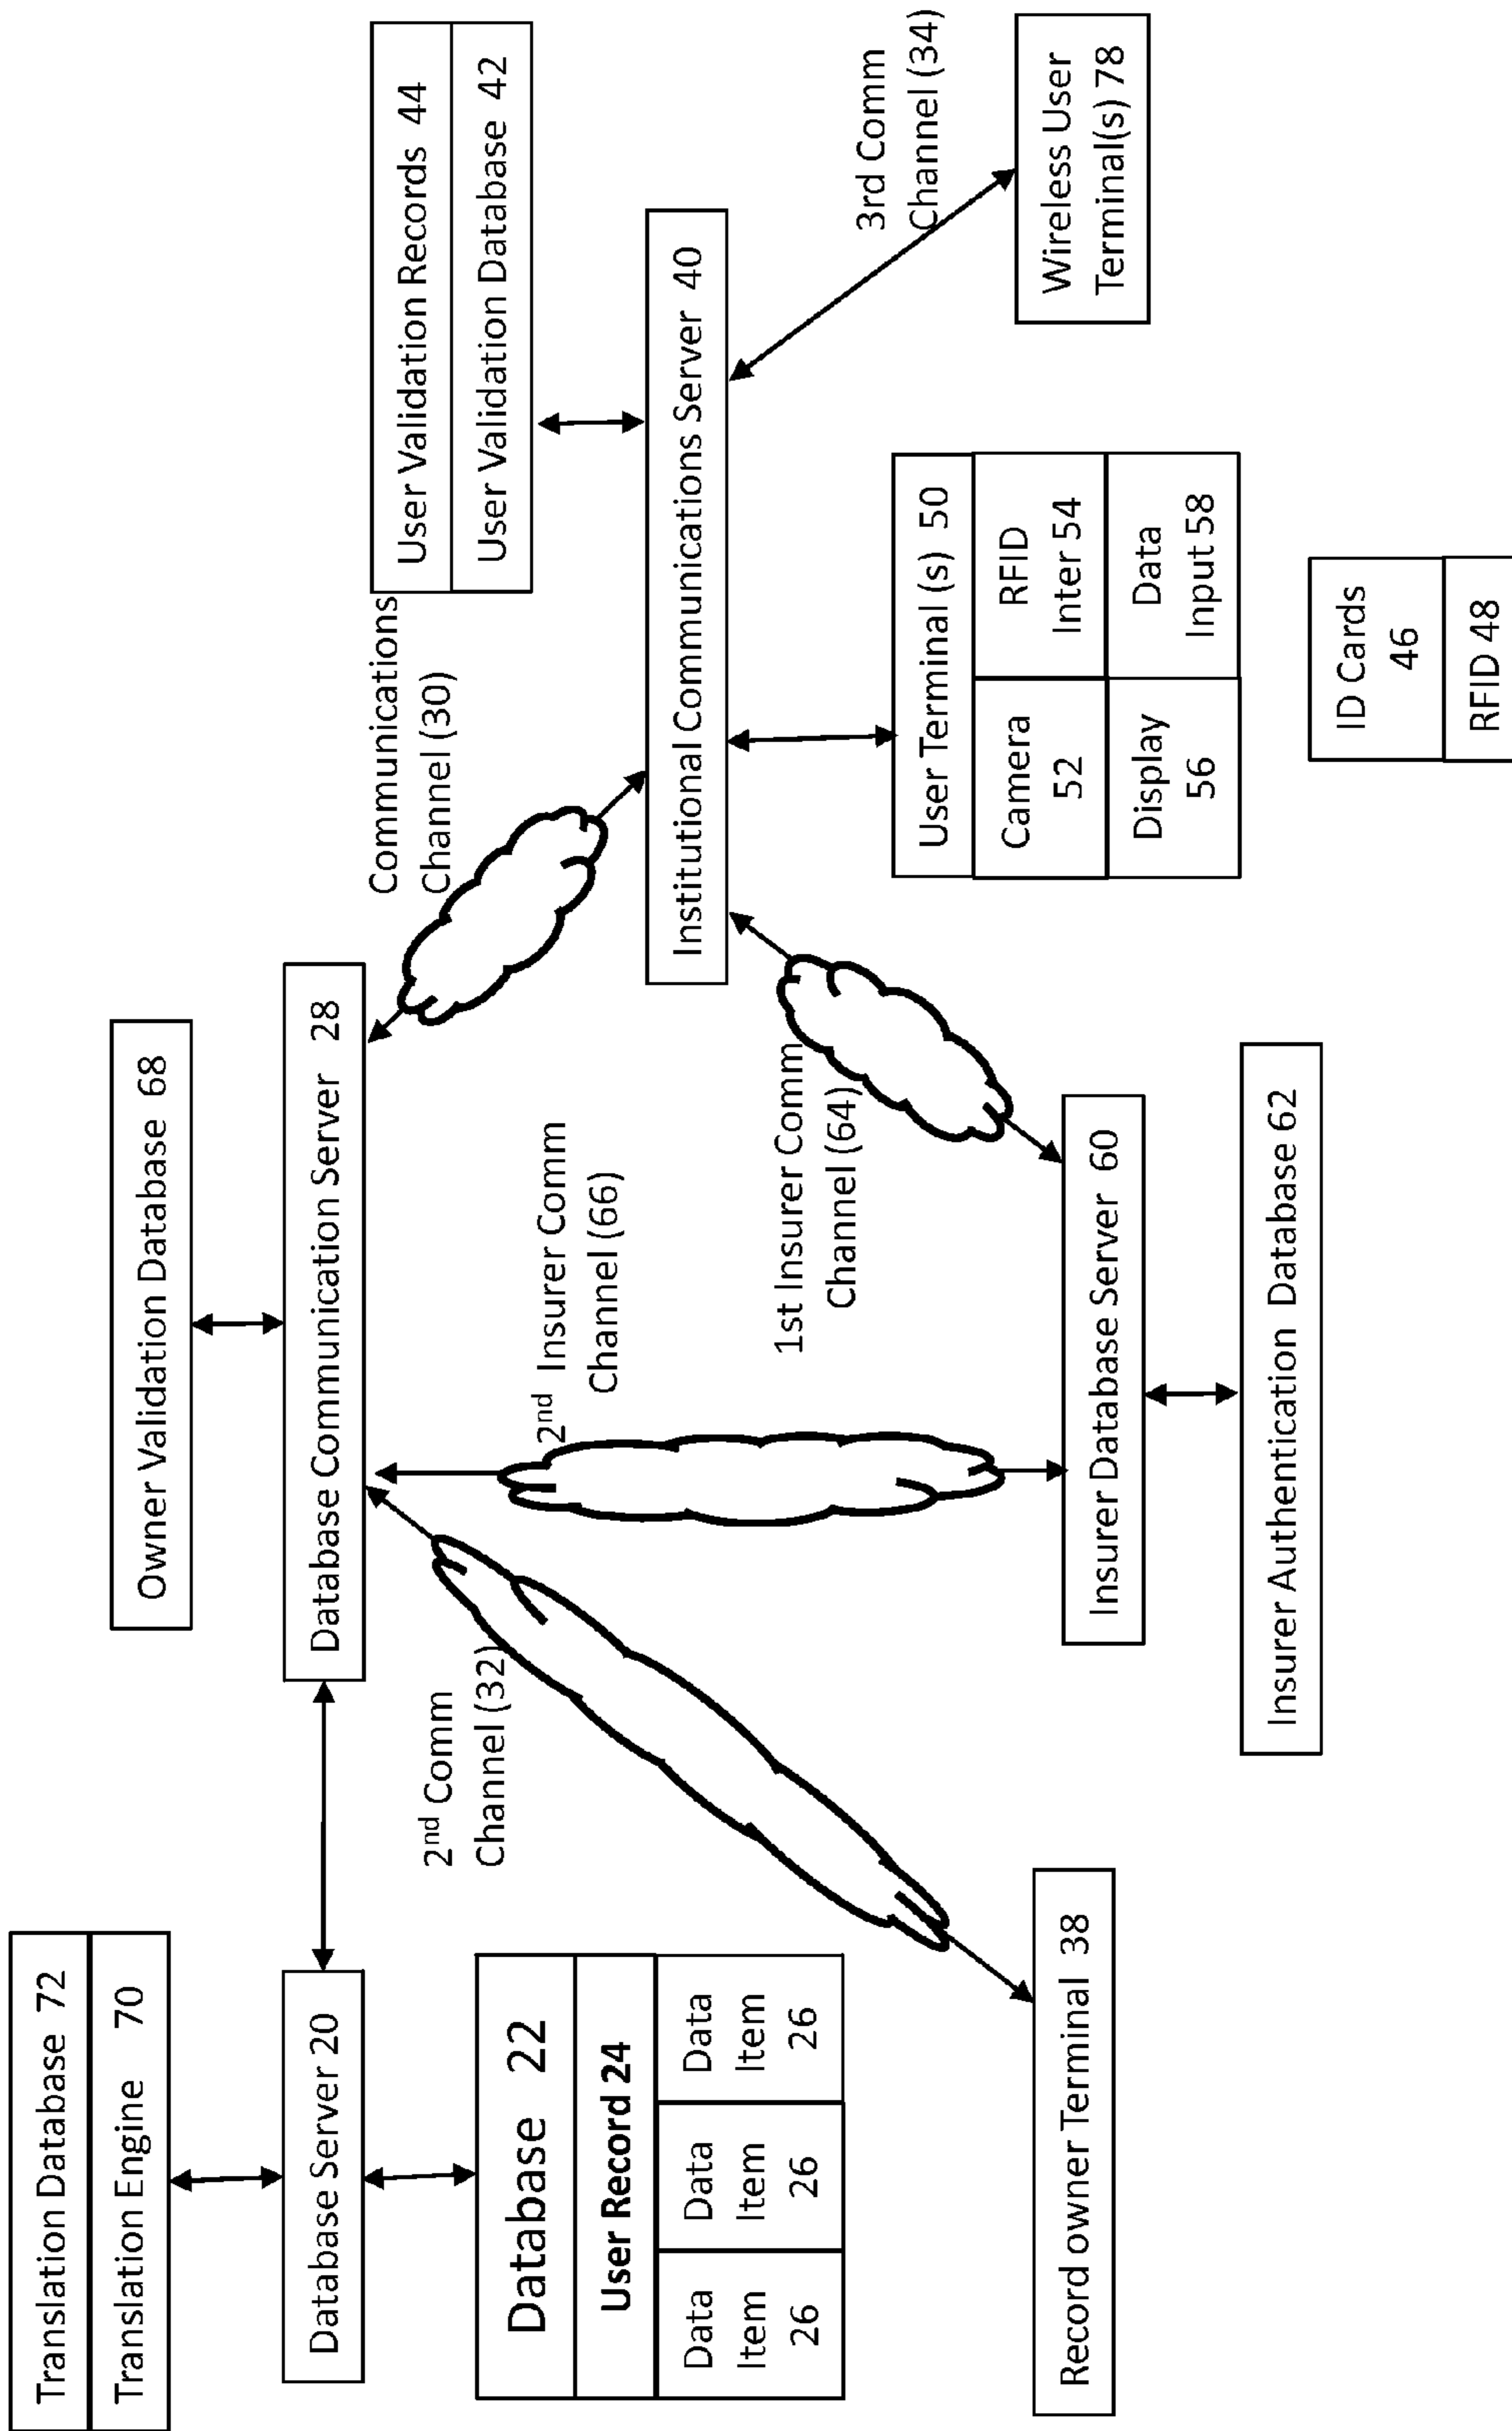 Translation Database 72
Translation Engine 70
Database Server 20
Database 22
User Record 24
Data
Item
26
Data
Item
26
Data
Item
26
Owner Validation Database 68
Database Communication Server 28
2nd Comm
Channel (32)
Record owner Terminal 38
2nd Insurer Comm
Channel (66)
Communications
Channel (30)
User Validation Records 44
User Validation Database 42
Institutional Communications Server 40
1st Insurer Comm
Channel (64)
Insurer Database Server 60
Insurer Authentication Database 62
3rd Comm
Channel (34)
User Terminal (s) 50
Camera
52
RFID
Inter 54
Display
56
Data
Input 58
Wireless User
Terminal(s) 78
ID Cards
46
RFID 48